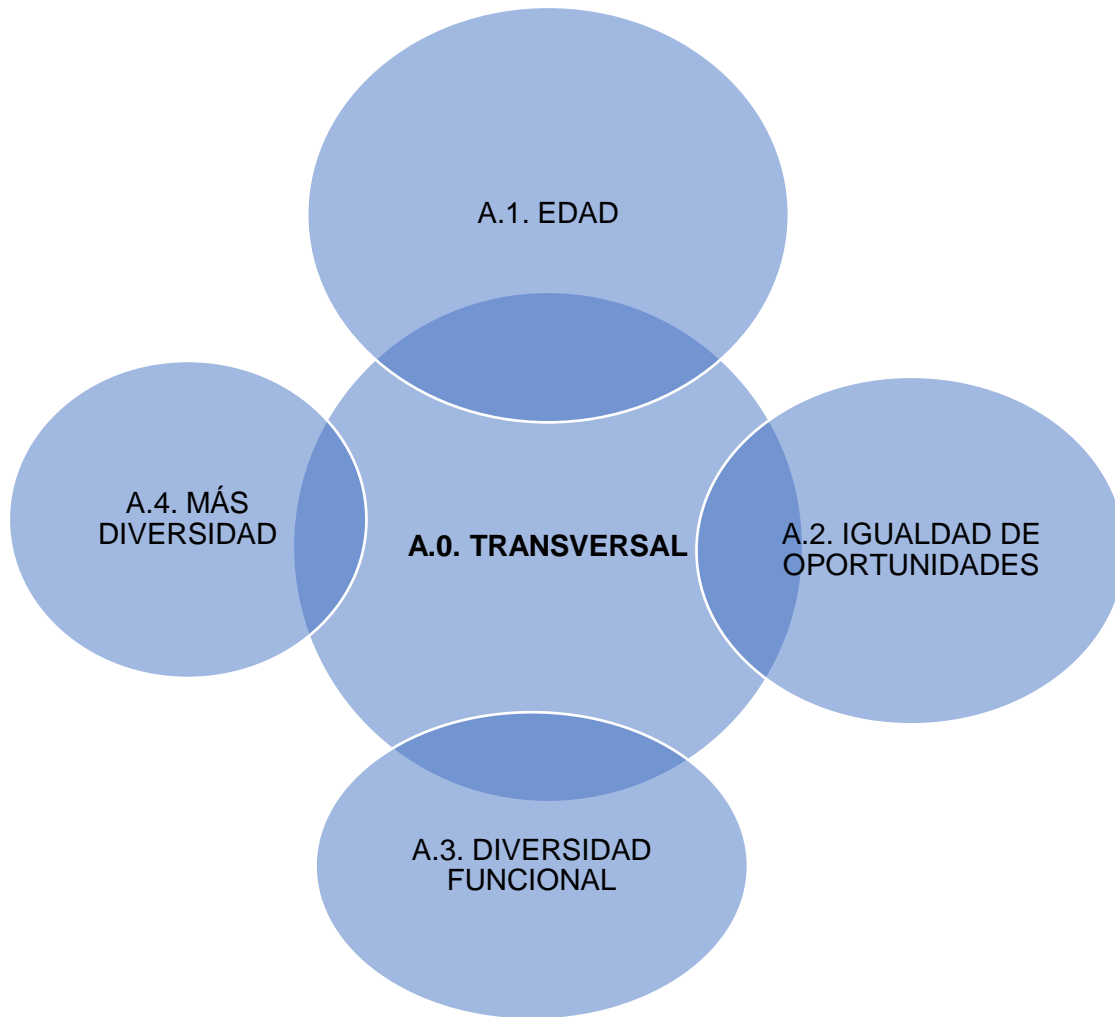 A.1. EDAD
A.4. MÁS
DIVERSIDAD
A.0. TRANSVERSAL
A.2. IGUALDAD DE
OPORTUNIDADES
A.3. DIVERSIDAD
FUNCIONAL